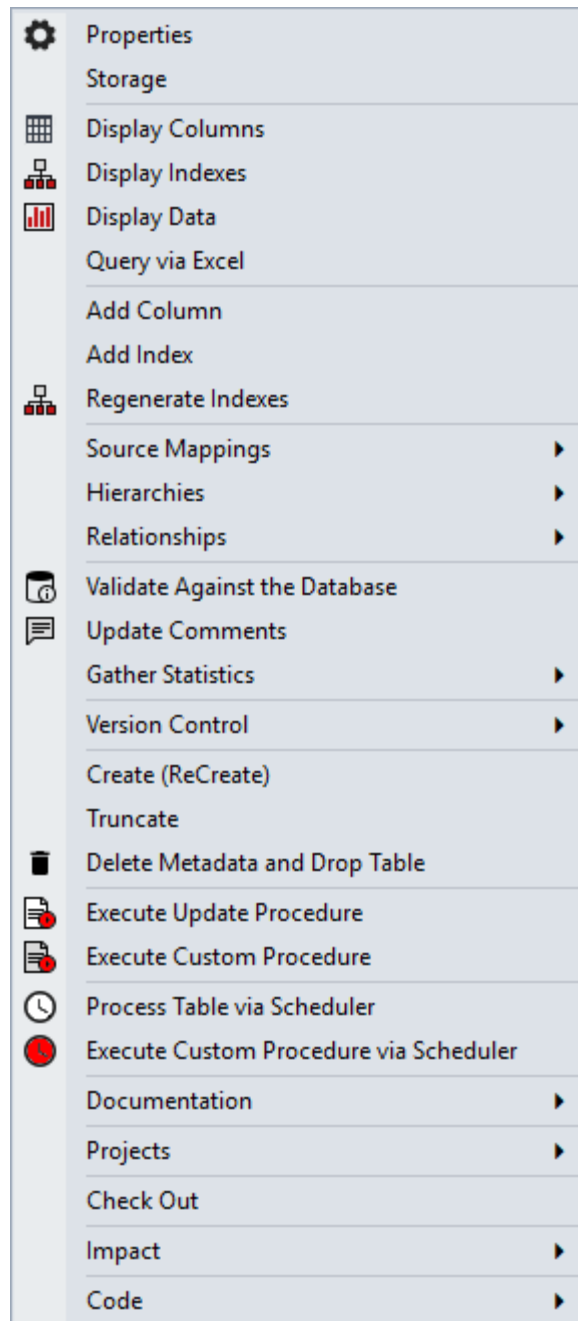 Properties
Storage
Display Columns
Display Indexes
Display Data
Query via Excel
Add Column
Add Index
Regenerate Indexes
Source Mappings
Hierarchies
Relationships
Validate Against the Database
Update Comments
Gather Statistics
Version Control
Create (ReCreate)
Truncate
Delete Metadata and Drop Table
Execute Update Procedure
Execute Custom Procedure
Process Table via Scheduler
Execute Custom Procedure via Scheduler
Documentation
Projects
Check Out
Impact
Code